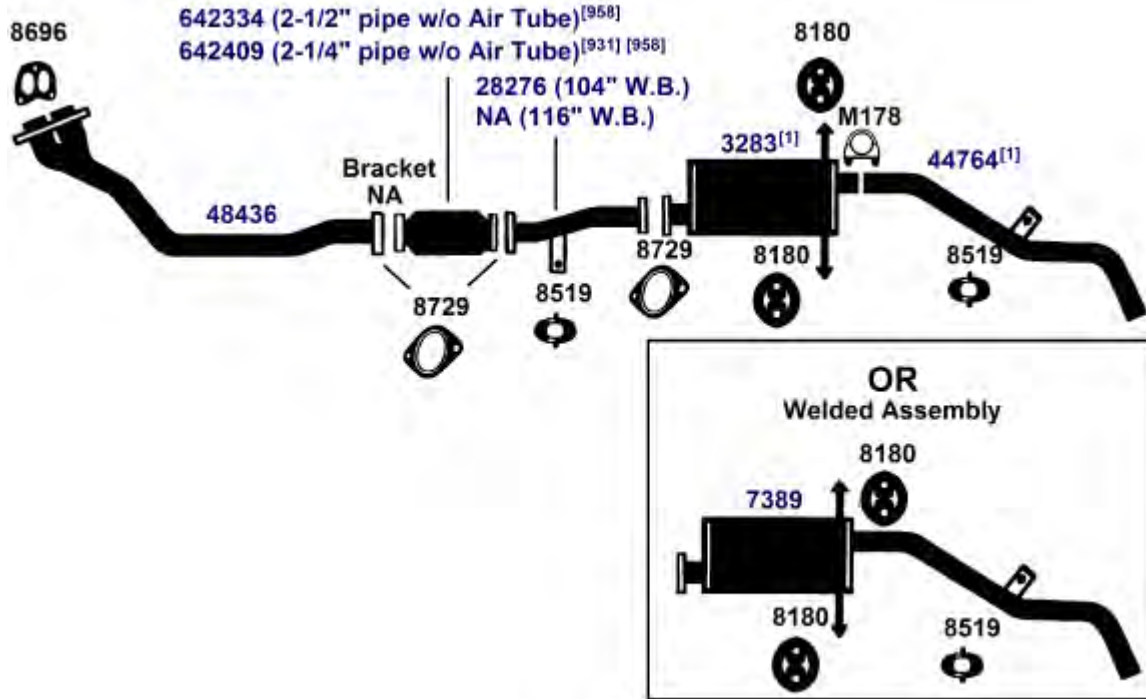 642334 (2-1/2" pipe w/o Air Tube)[958]
8696
8180
642409 (2-1/4" pipe w/o Air Tube)[931] [958]
28276 (104" W.B.)
NA (116" W.B.)
M178
3283[1]
44764[1]
Bracket
NA
48436
8729
8180
8519
8729
8519
OR
Welded Assembly
8180
7389
8180
8519